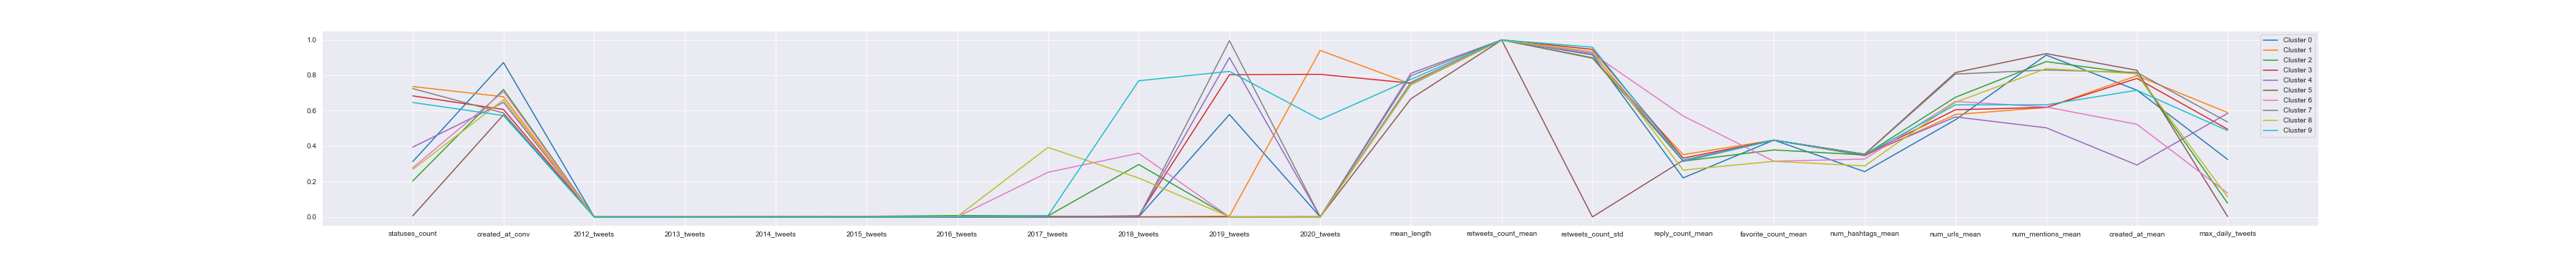 1.0
0.8
0.6
0.4
0.2
0.0
statuses_count created_at_conv 2012_tweets 2013_tweets 2014_tweets 2015_tweets 2016_tweets 2017_tweets 2018_tweets 2019_tweets 2020_tweets mean_length retweets_count_mean retweets_count_std reply_count_mean favorite_count_mean num_hashtags_mean num_urls_mean num_mentions_mean created_at_mean max_daily_tweets
Cluster 0
Cluster 1
Cluster 2
Cluster 3
Cluster 4
Cluster 5
Cluster 6
Cluster 7
Cluster 8
Cluster 9